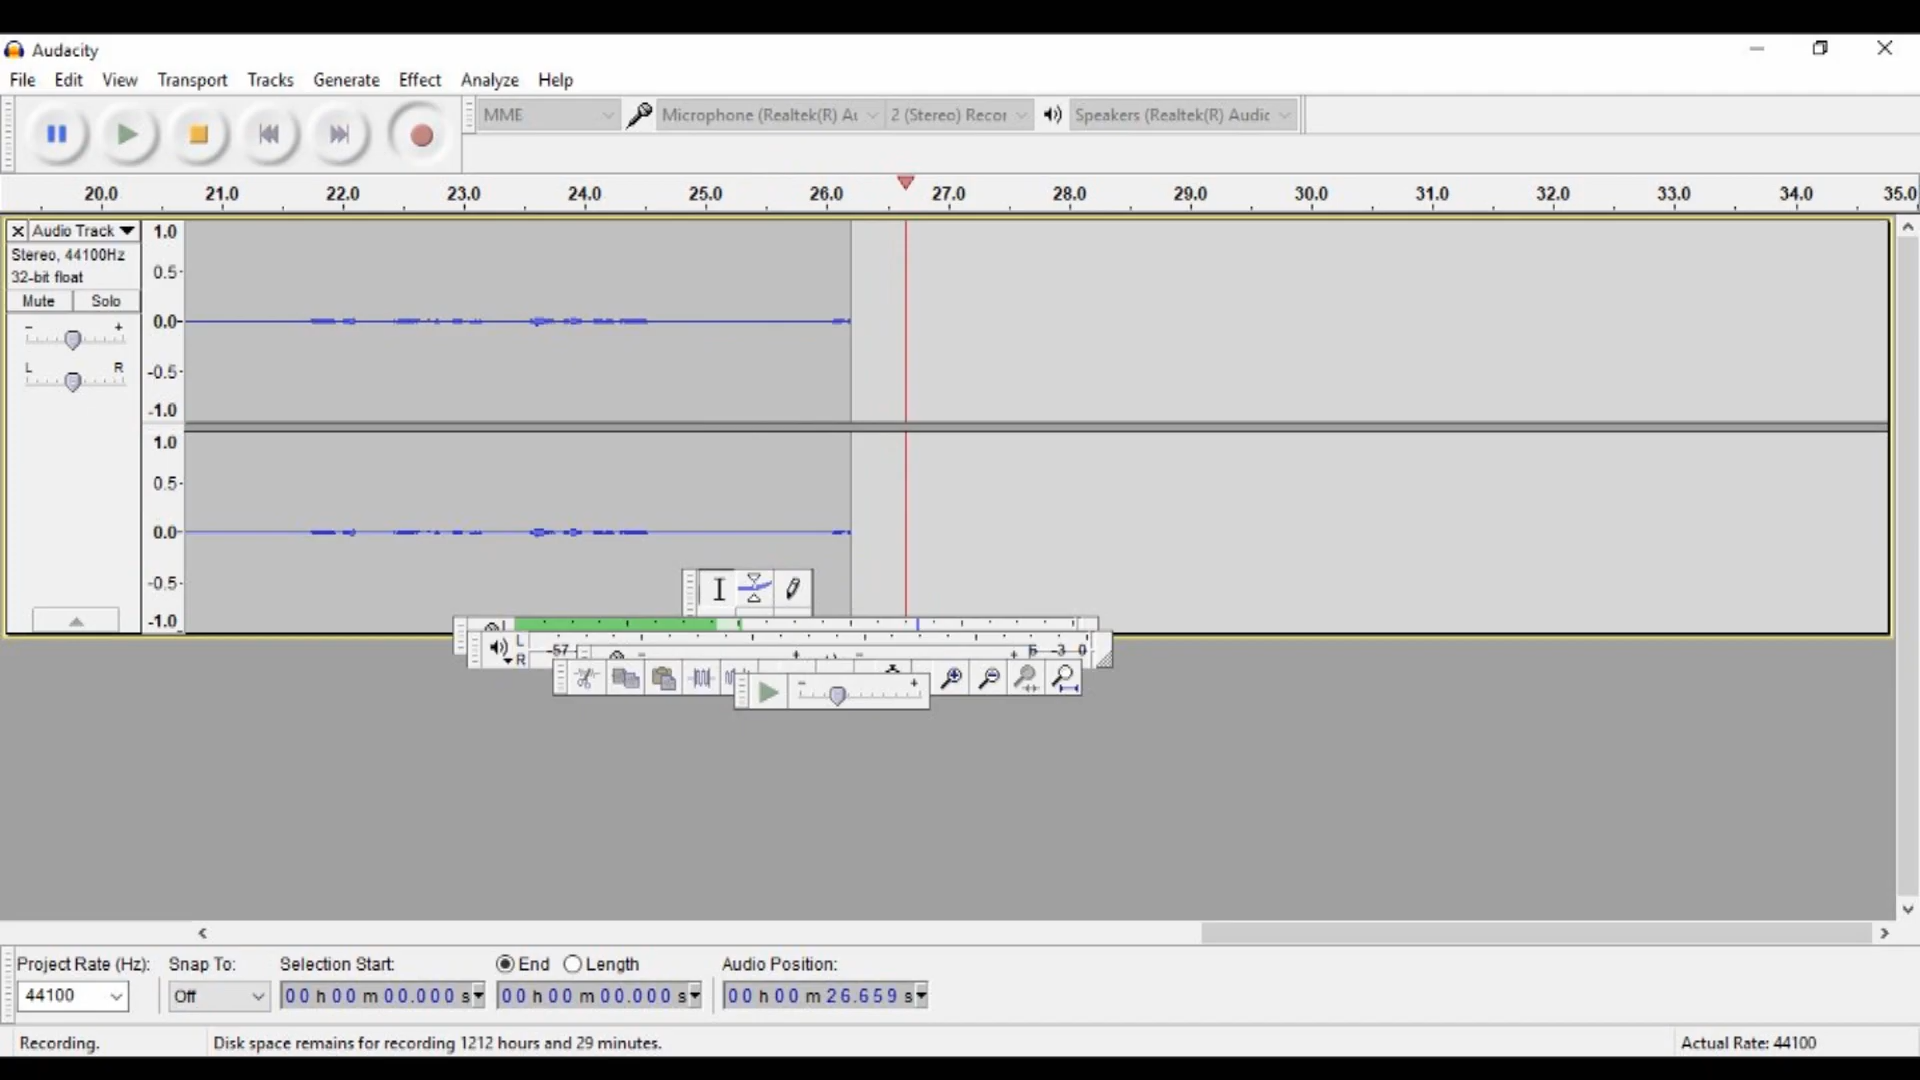 Audacity
File Edit View Transport Tracks Generate Effect Analyze Help
MME Microphone (Realtek(R) Au 2 (Stereo) Recor Speakers (Realtek(R) Audic
20.0 21.0 22.0 23.0 24.0 25.0 26.0 27.0 28.0 29.0 30.0 31.0 32.0 33.0 34.0 35.0
Audio Track
Stereo, 44100Hz
32-bit float
Mute Solo
- +
L R
1.0
0.5-
0.0-
-0.5-
-1.0
1.0
0.5-
0.0-
-0.5-
-1.0
L
R
-57 -3 0
- +
Project Rate (Hz): Snap To: Selection Start: End Length Audio Position:
44100 Off 00 h 00 m 00.000 s 00 h 00 m 00.000 s 00 h 00 m 26.659 s
Recording. Disk space remains for recording 1212 hours and 29 minutes. Actual Rate: 44100